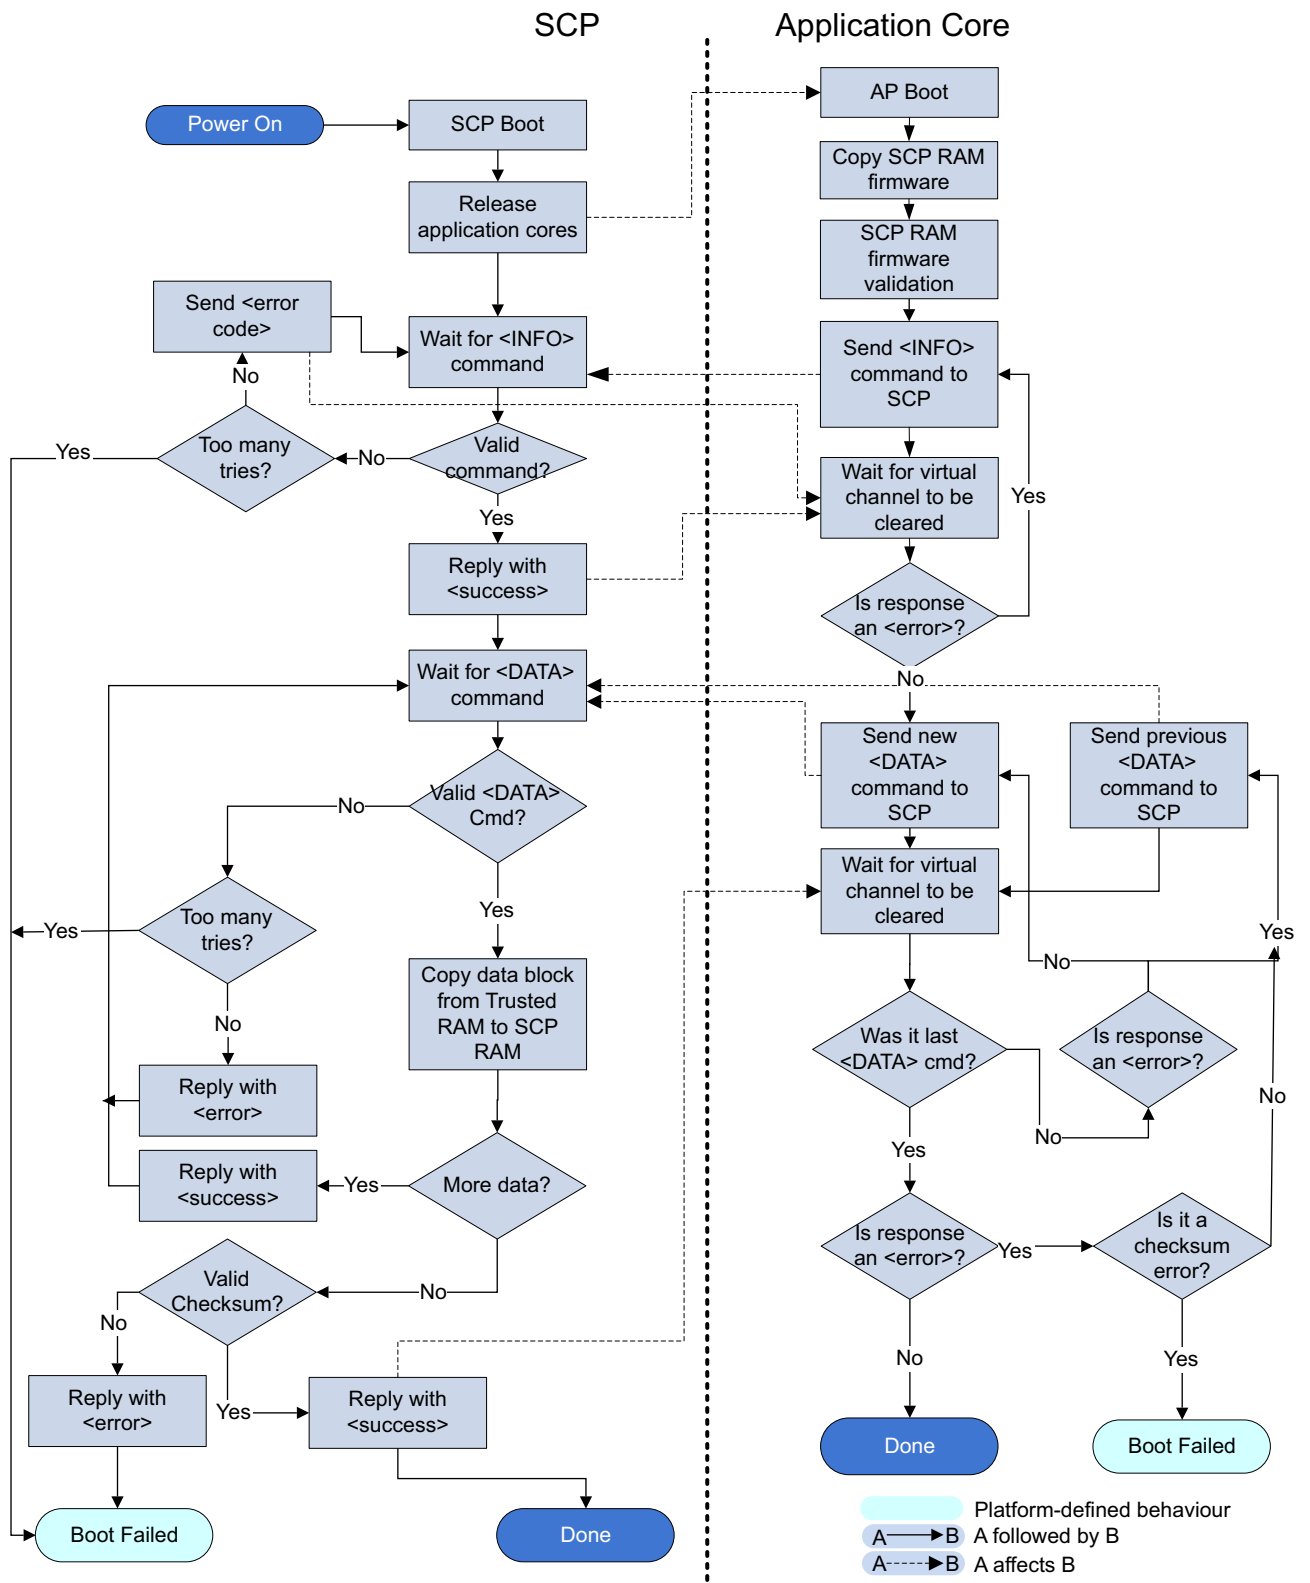 SCP
Application Core
Power On
SCP Boot
AP Boot
Copy SCP RAM
firmware
Release
application cores
SCP RAM
firmware
validation
Send <error
code>
Wait for <INFO>
command
Send <INFO>
command to
SCP
No
Yes
Too many
tries?
No
Valid
command?
Wait for virtual
channel to be
cleared
Yes
Yes
Reply with
<success>
Is response
an <error>?
Wait for <DATA>
command
No
Send new
<DATA>
command to
SCP
Send previous
<DATA>
command to
SCP
Valid <DATA>
Cmd?
No
Wait for virtual
channel to be
cleared
Yes
Too many
tries?
Yes
Yes
No
Copy data block
from Trusted
RAM to SCP
RAM
No
Was it last
<DATA> cmd?
Is response
an <error>?
Reply with
<error>
No
No
Yes
Reply with
<success>
Yes
More data?
Is response
an <error>?
Yes
Is it a
checksum
error?
Valid
Checksum?
No
No
No
Yes
Reply with
<error>
Yes
Reply with
<success>
Done
Boot Failed
Boot Failed
Done
Platform-defined behaviour
A
B
A followed by B
A
B
A affects B